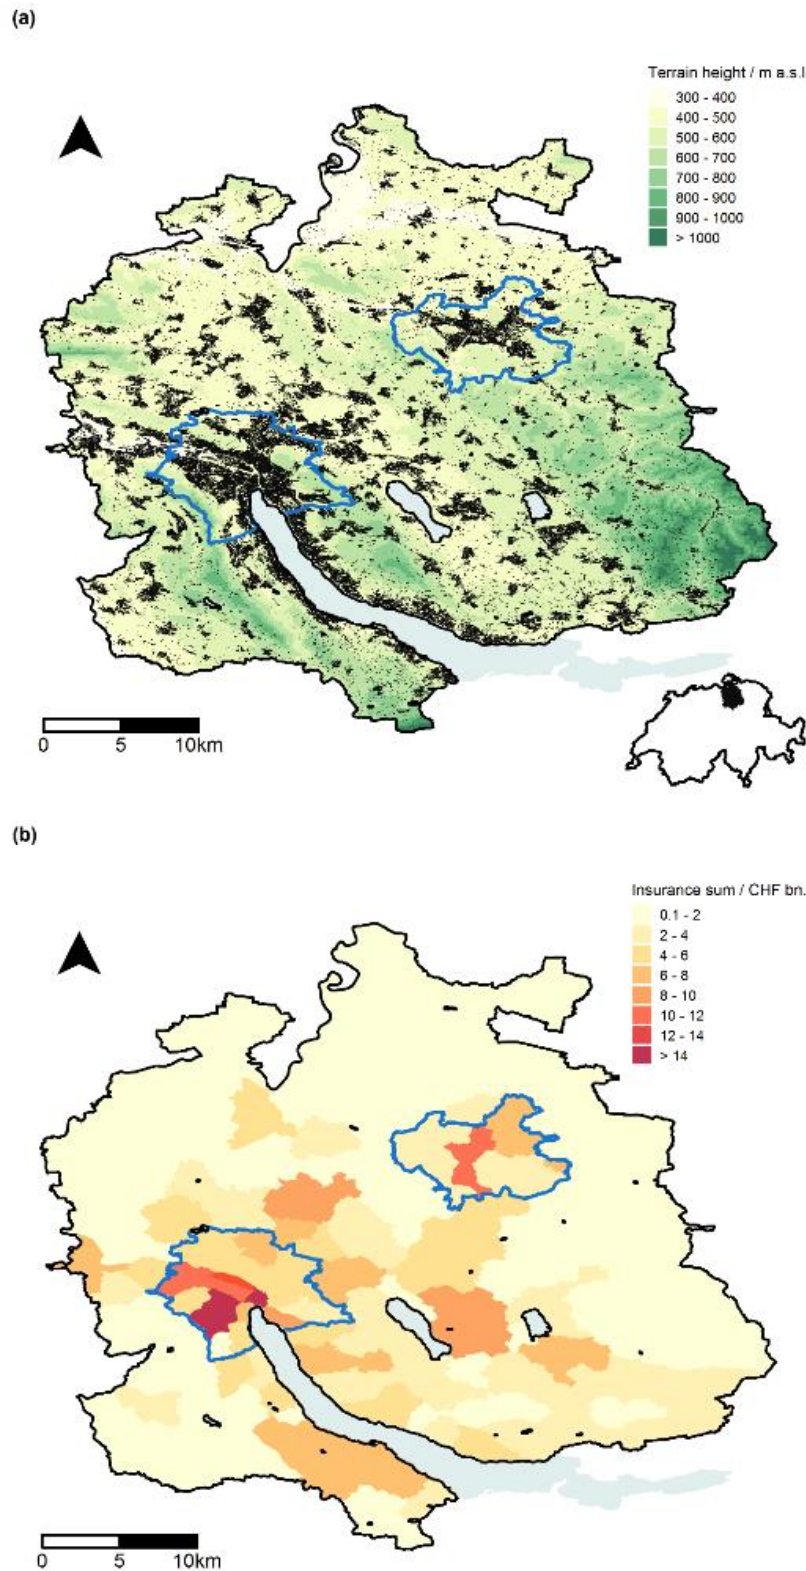 (a)
Terrain height / m a.s.l
300 - 400
400 - 500
500 - 600
600 - 700
700 - 800
800 - 900
900 - 1000
> 1000
0 5 10km
(b)
Insurance sum / CHF bn.
0.1 - 2
2 - 4
4 - 6
6 - 8
8 - 10
10 - 12
12 - 14
> 14
0 5 10km